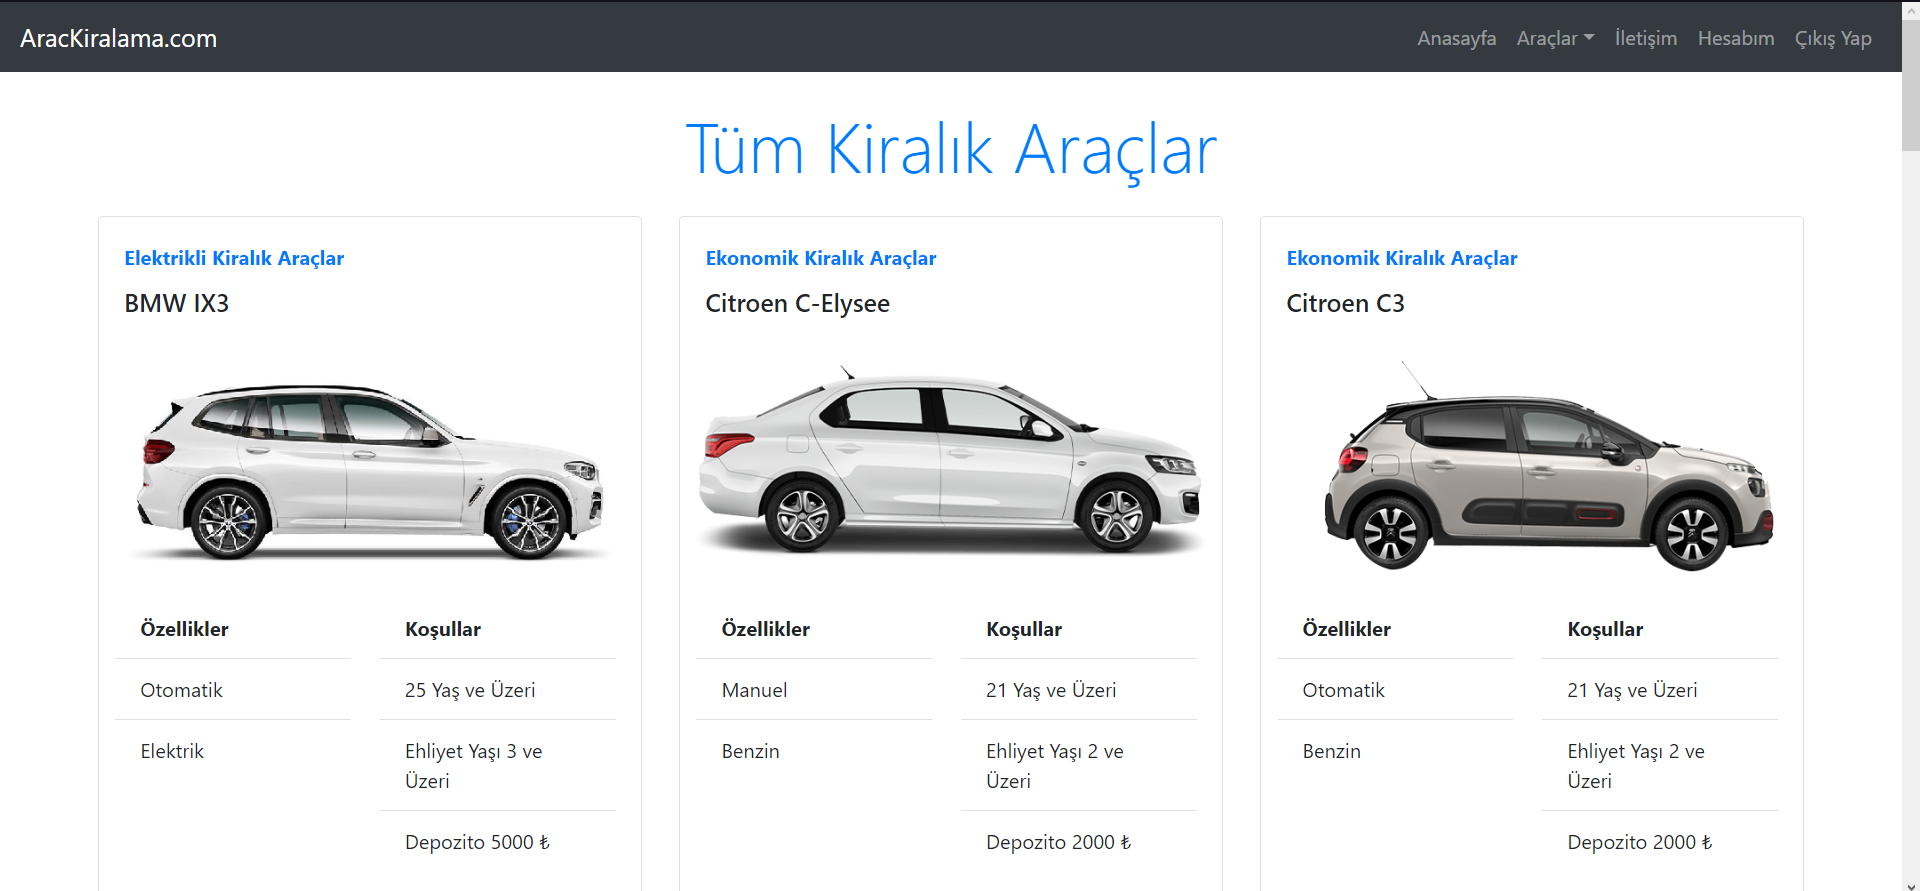 AracKiralama.com
Anasayfa Araçlar İletişim Hesabım Çıkış Yap
Tüm Kiralık Araçlar
Elektrikli Kiralık Araçlar
BMW IX3
Özellikler
Otomatik
Elektrik
Koşullar
25 Yaş ve Üzeri
Ehliyet Yaşı 3 ve
Üzeri
Depozito 5000 ₺
Ekonomik Kiralık Araçlar
Citroen C-Elysee
Özellikler
Manuel
Benzin
Koşullar
21 Yaş ve Üzeri
Ehliyet Yaşı 2 ve
Üzeri
Depozito 2000 ₺
Ekonomik Kiralık Araçlar
Citroen C3
Özellikler
Otomatik
Benzin
Koşullar
21 Yaş ve Üzeri
Ehliyet Yaşı 2 ve
Üzeri
Depozito 2000 ₺